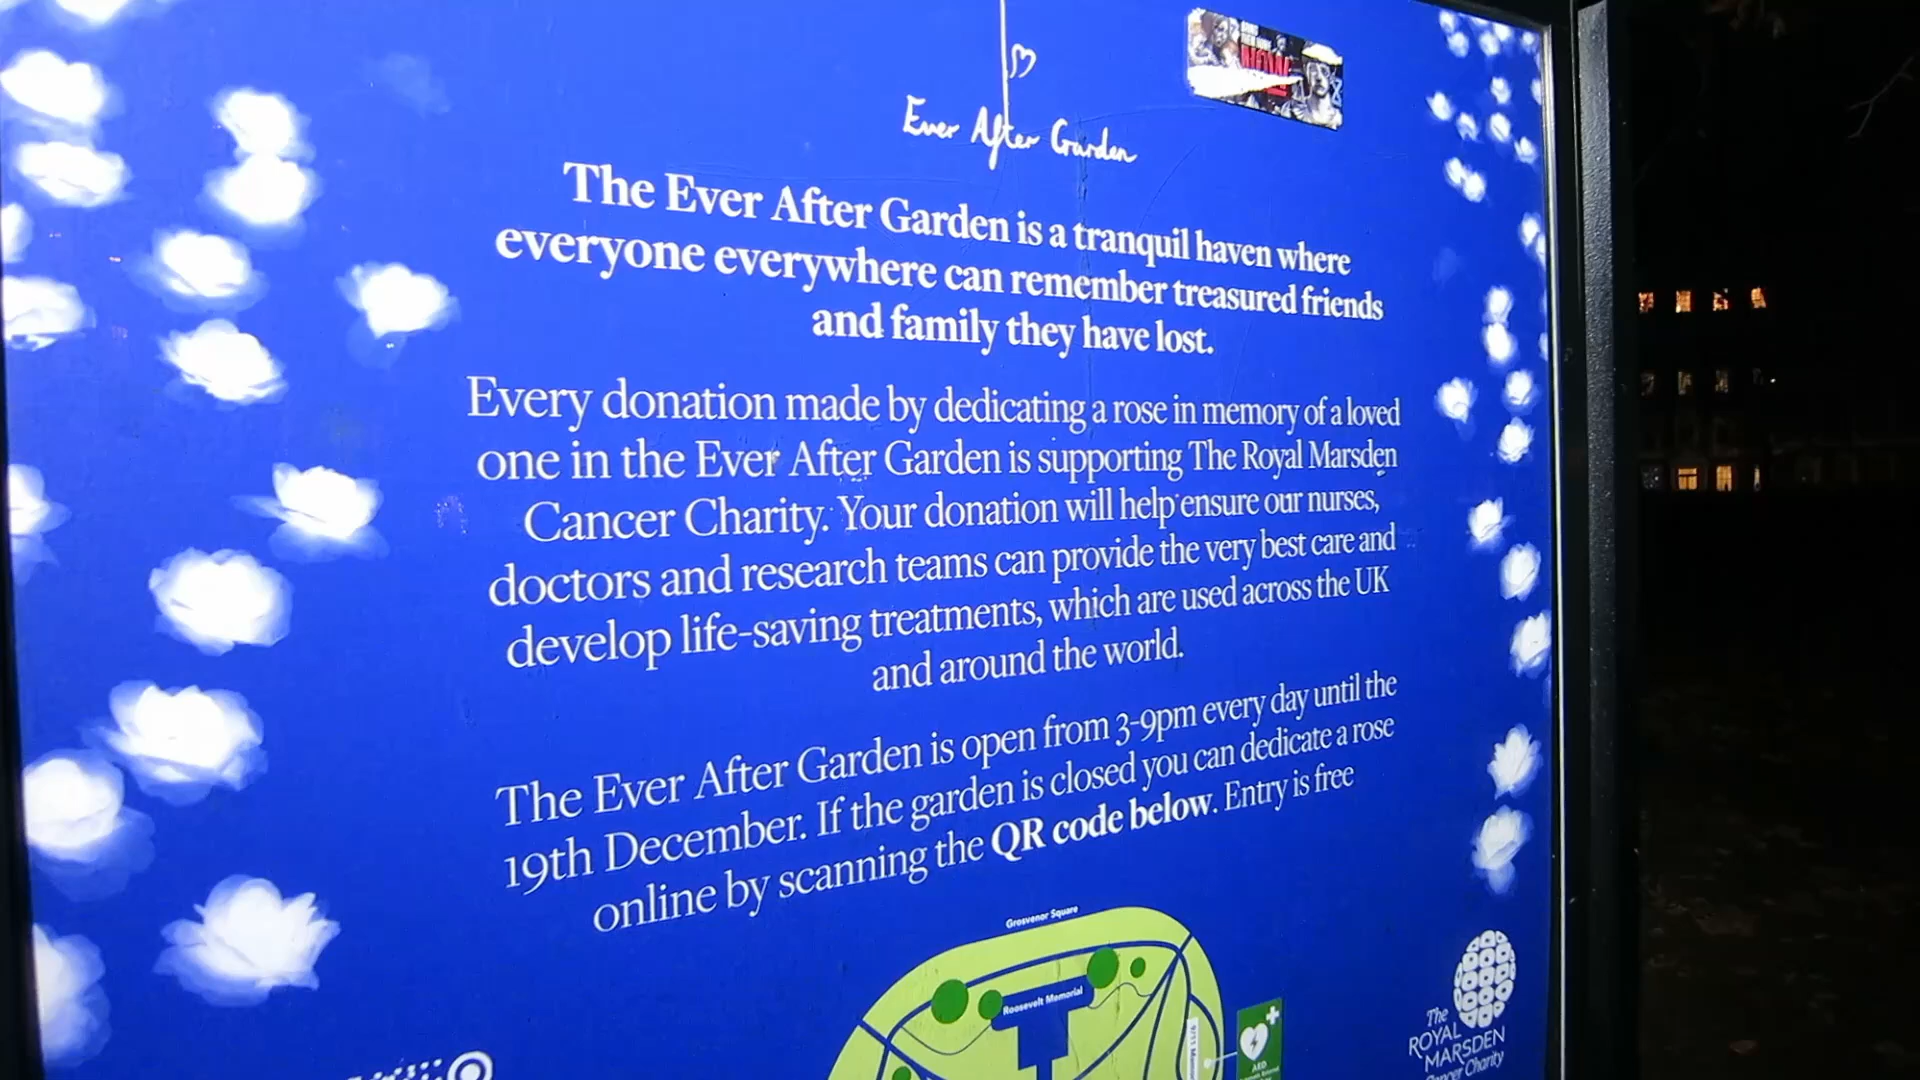 Ever After Garden
The Ever After Garden is a tranquil haven where
everyone everywhere can remember treasured friends
and family they have lost.
Every donation made by dedicating a rose in memory of a loved
one in the Ever After Garden is supporting The Royal Marsden
Cancer Charity. Your donation will help ensure our nurses,
doctors and research teams can provide the very best care and
develop life-saving treatments, which are used across the UK
and around the world.
The Ever After Garden is open from 3-9pm every day until the
19th December. If the garden is closed you can dedicate a rose
online by scanning the QR code below. Entry is free
Grosvenor Square
Roosevelt Memorial
9/11
AED
The
ROYAL
MARSDEN
Cancer Charity